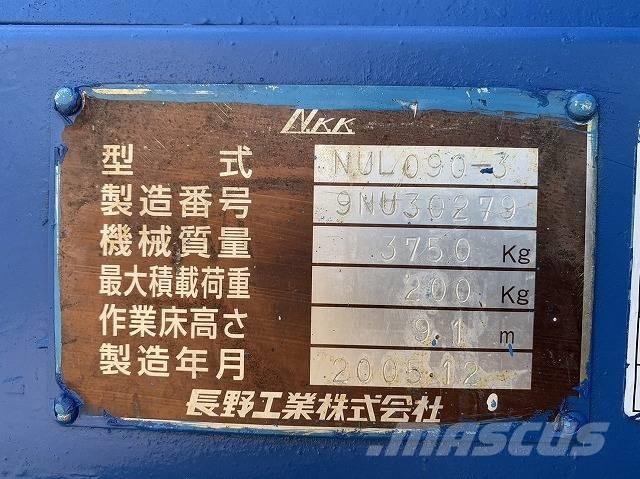 NKK
型式 NUL090-3
製造番号 9NU30279
機械質量 3750 Kg
最大積載荷重 200 Kg
作業床高さ 9.1 m
製造年月 2005.12
長野工業株式会社
MASCUS